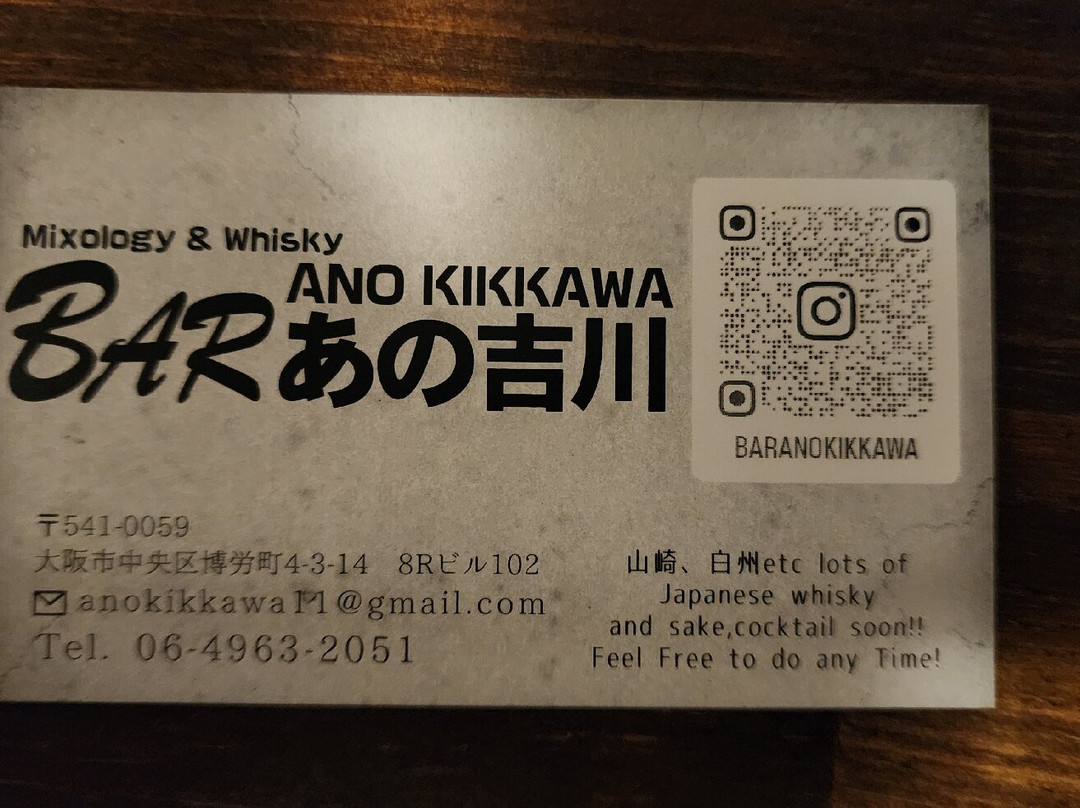 Mixology & Whisky
BAR
ANO KIKKAWA
あの吉川
BARANOKIKKAWA
〒541-0059
大阪市中央区博労町4-3-14 8Rビル102
anokikkawa11@gmail.com
Tel. 06-4963-2051
山崎、白州etc lots of
Japanese whisky
and sake,cocktail soon!!
Feel Free to do any Time!